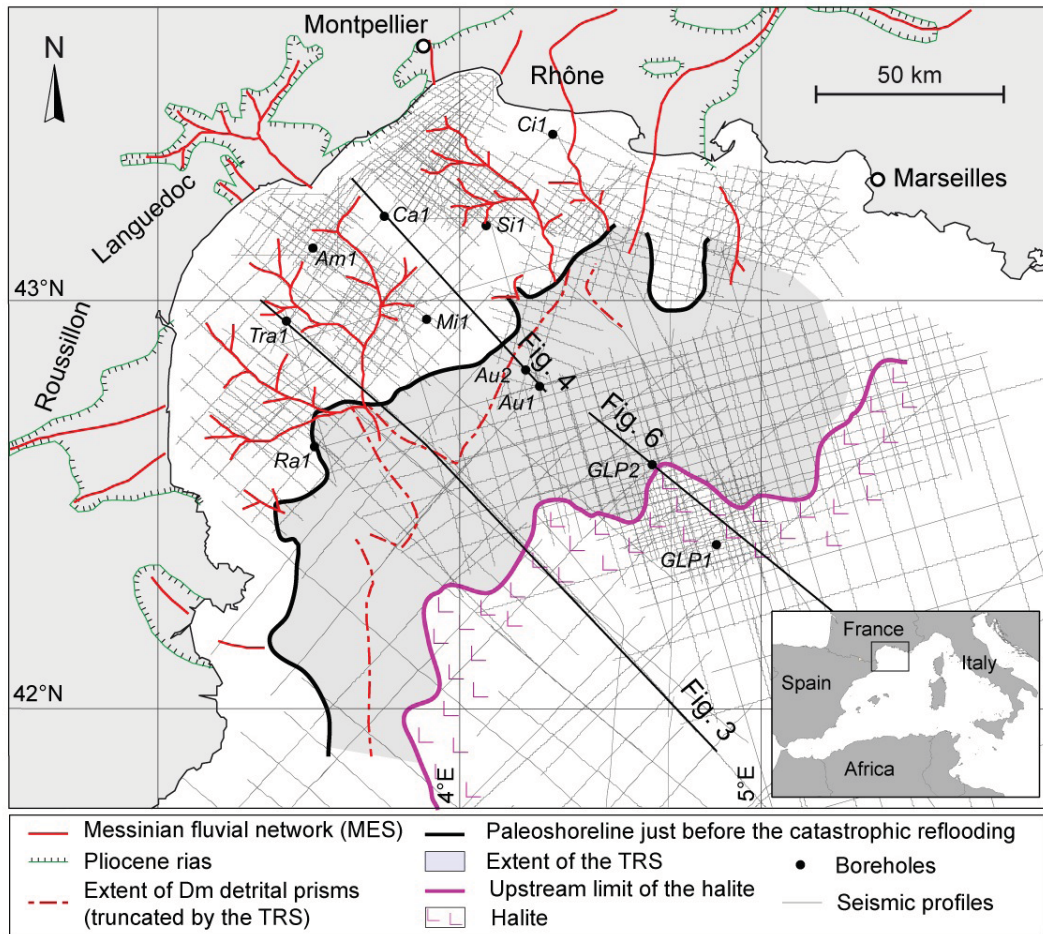 Montpellier
N
Rhône
50 km
Ci1
Marseilles
Languedoc
Ca1
Si1
Am1
43°N
Tra1
Mi1
Roussillon
Au2
Fig. 4
Au1
Fig. 6
Ra1
GLP2
GLP1
France
Italy
Spain
Africa
42°N
Fig. 3
4°E
5°E
Messinian fluvial network (MES)
Pliocene rias
Extent of Dm detrital prisms
(truncated by the TRS)
Paleoshoreline just before the catastrophic reflooding
Extent of the TRS
Upstream limit of the halite
Halite
Boreholes
Seismic profiles